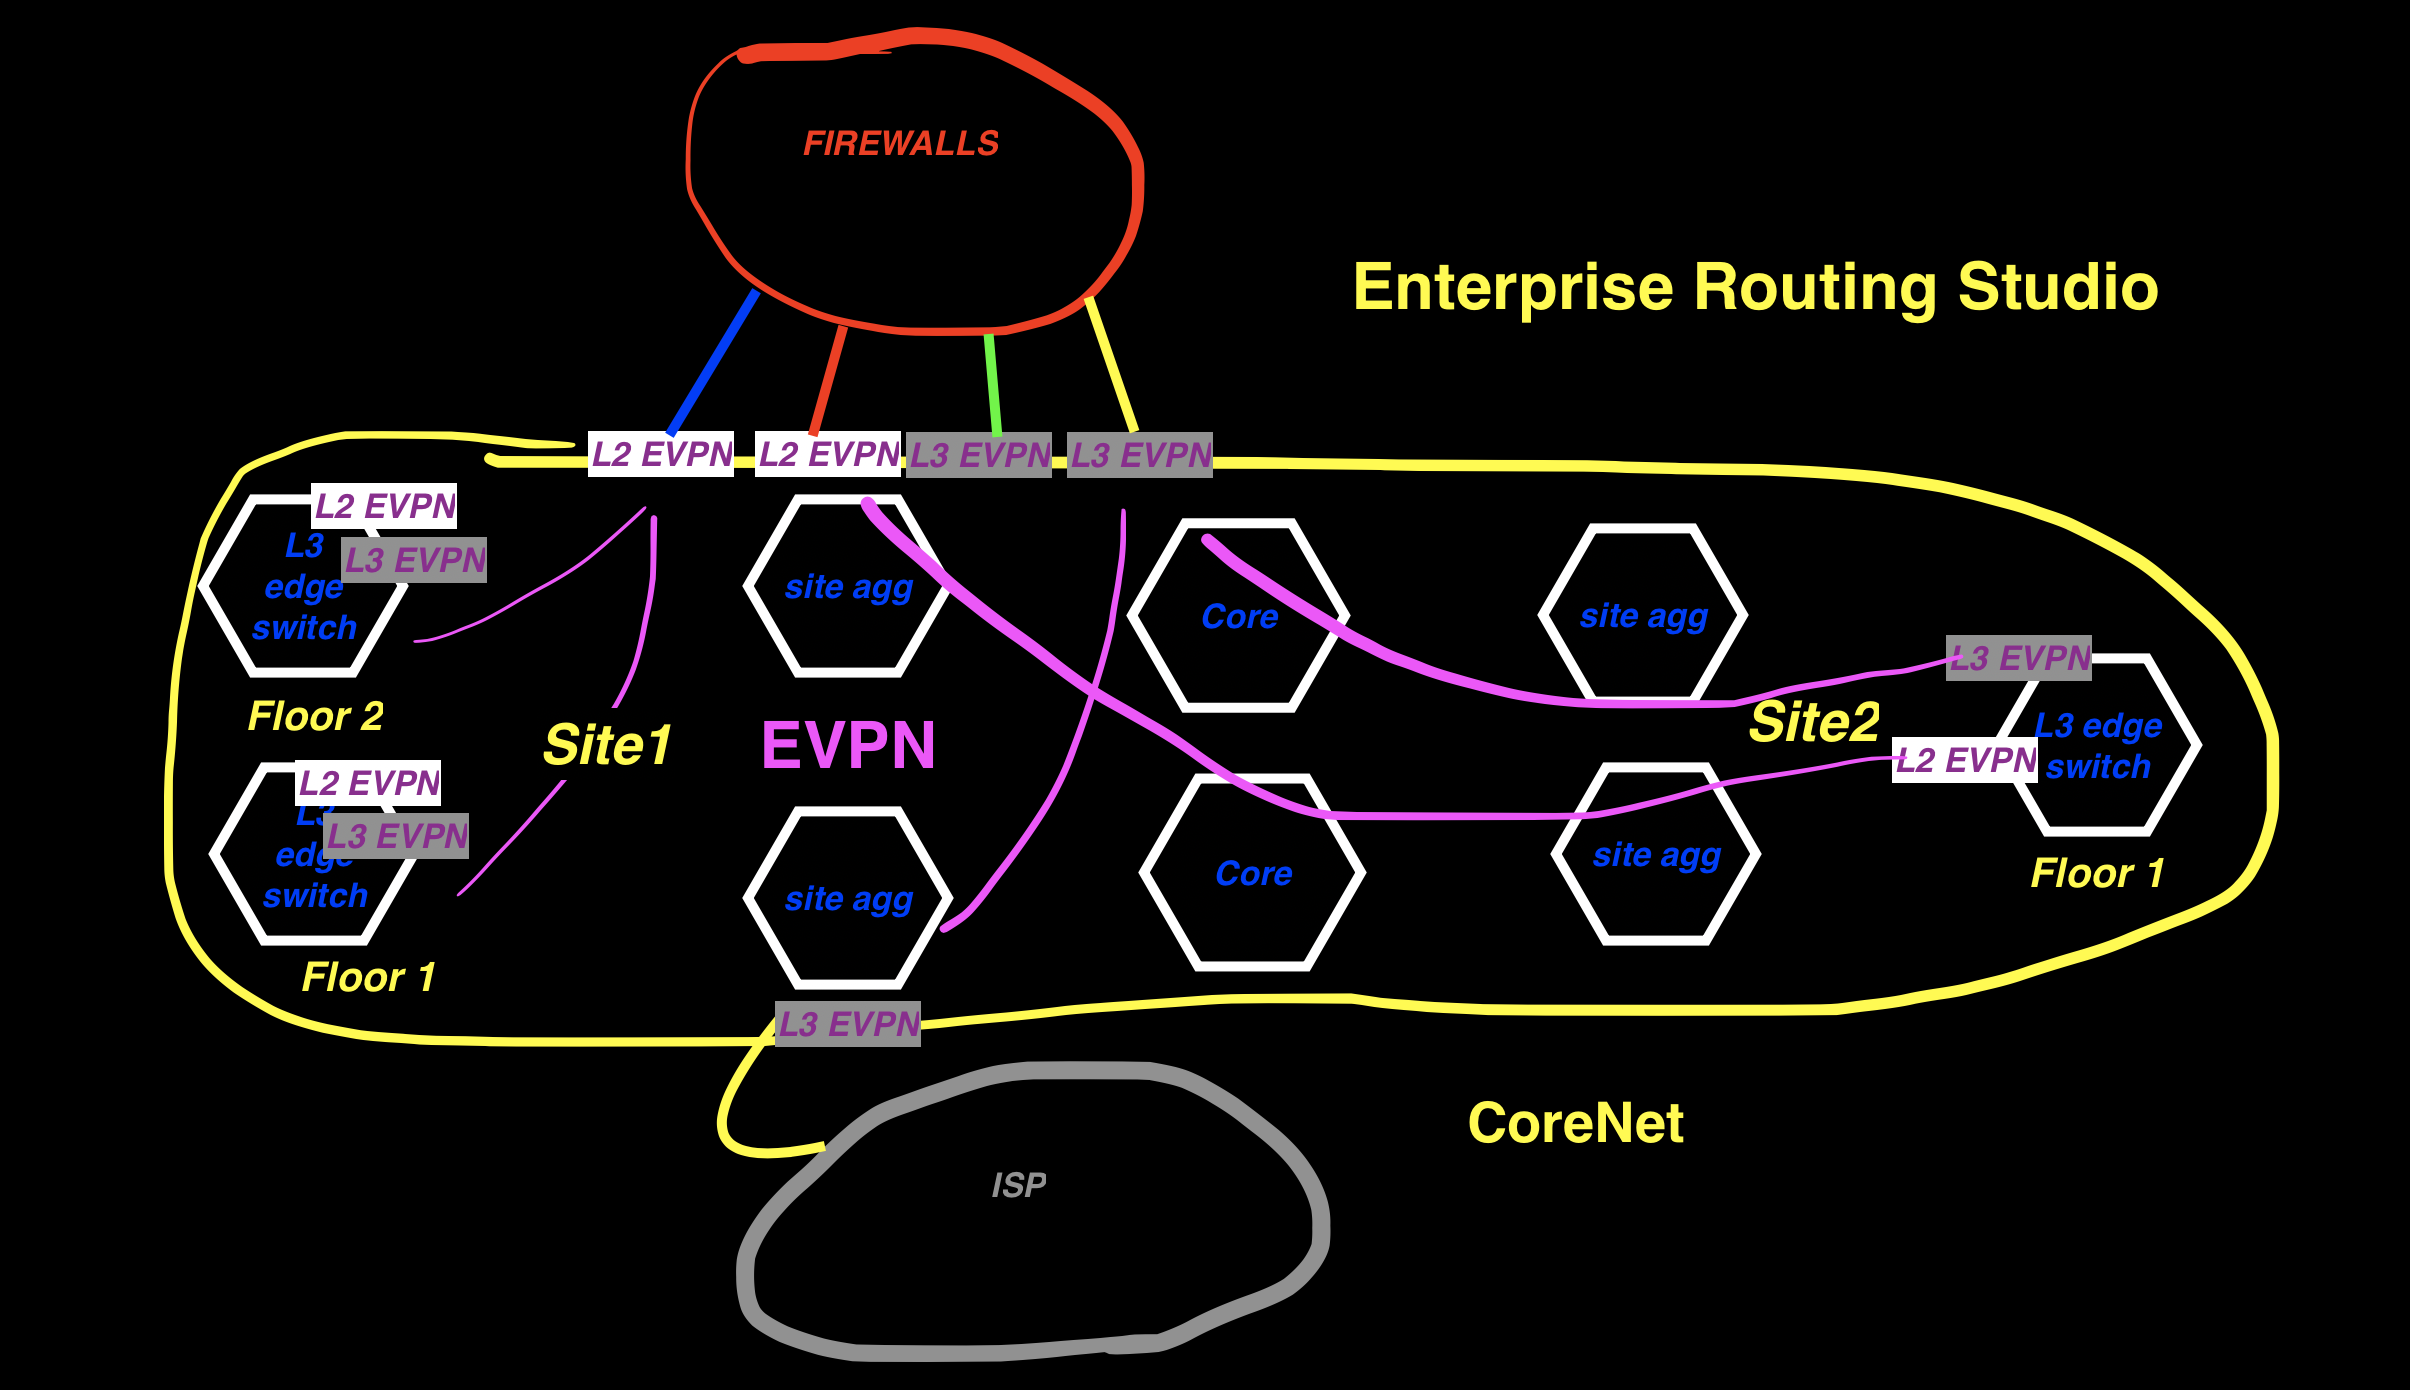 FIREWALLS
Enterprise Routing Studio
L2 EVPN
L2 EVPN
L3 EVPN
L3 EVPN
L2 EVPN
L3 EVPN
L3
edge
switch
Floor 2
site agg
Core
site agg
L3 EVPN
Site1
EVPN
Site2
L3 edge
switch
L2 EVPN
Floor 1
L2 EVPN
L3 EVPN
L3
edge
switch
Floor 1
site agg
Core
site agg
L3 EVPN
CoreNet
ISP